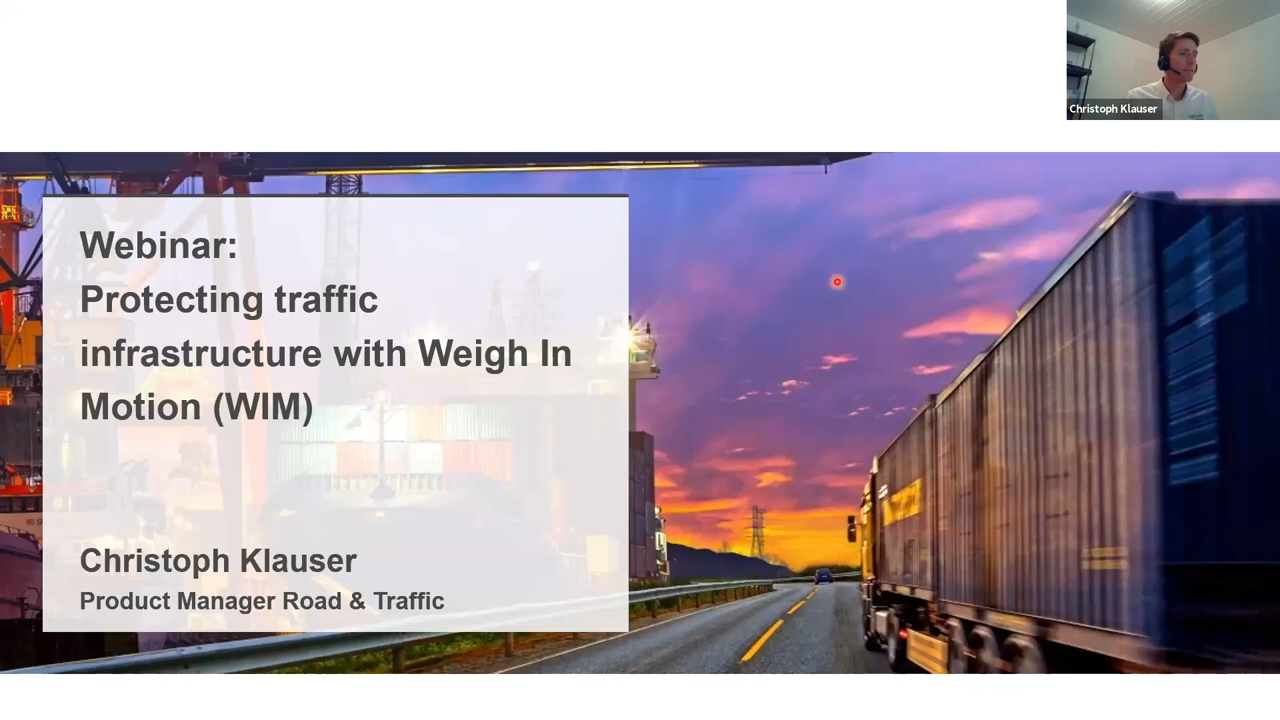 Christoph Klauser
Webinar:
Protecting traffic
infrastructure with Weigh In
Motion (WIM)
Christoph Klauser
Product Manager Road & Traffic